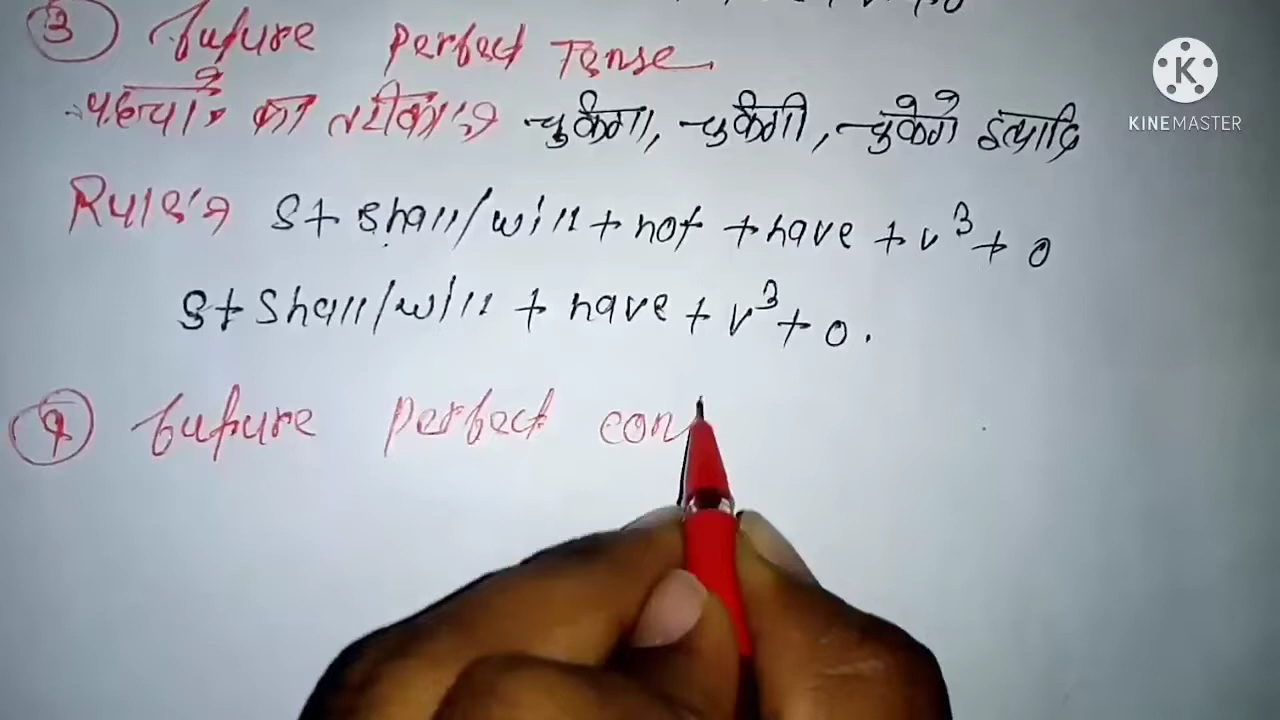 ③ future perfect Tense.
पहचाने का तरीका:→ चुकेगा, चुकेगी, चुकेंगे इत्यादि
Rules:→ S + Shall/will + not + have + v³ + o
S + Shall/will + have + v³ + o.
④ future perfect con
KINEMASTER